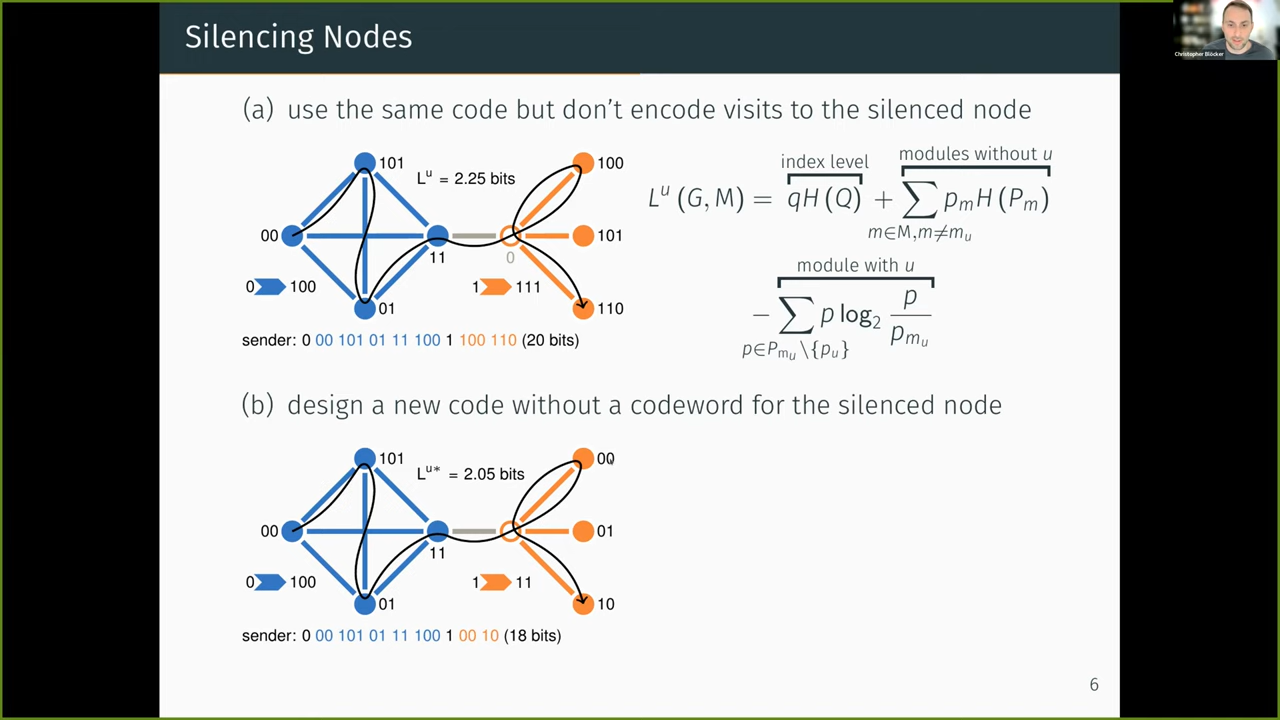 Silencing Nodes
Christopher Blöcker
(a) use the same code but don't encode visits to the silenced node
101
L^u = 2.25 bits
100
00
11
0
101
0 100
1 111
01
110
sender: 0 00 101 01 11 100 1 100 110 (20 bits)
index level
modules without u
L^u (G, M) = qH (Q) + ∑ p_m H (P_m)
m∈M, m≠m_u
module with u
− ∑ p log_2 p / p_{m_u}
p∈P_{m_u}\{p_u}
(b) design a new code without a codeword for the silenced node
101
L^{u*} = 2.05 bits
00
00
11
01
0 100
1 11
01
10
sender: 0 00 101 01 11 100 1 00 10 (18 bits)
6